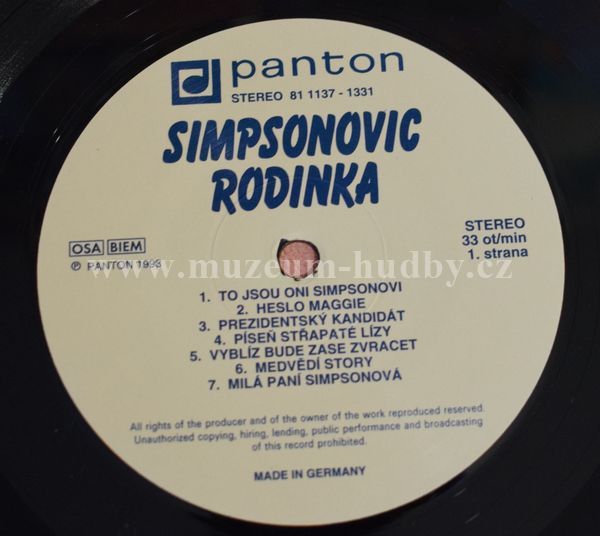 panton
STEREO 81 1137 - 1331
SIMPSONOVIC
RODINKA
OSA BIEM
℗ PANTON 1993
STEREO
33 ot/min
1. strana
www.muzeum-hudby.cz
1. TO JSOU ONI SIMPSONOVI
2. HESLO MAGGIE
3. PREZIDENTSKÝ KANDIDÁT
4. PÍSEŇ STŘAPATÉ LÍZY
5. VYBLÍZ BUDE ZASE ZVRACET
6. MEDVĚDÍ STORY
7. MILÁ PANÍ SIMPSONOVÁ
All rights of the producer and of the owner of the work reproduced reserved.
Unauthorized copying, hiring, lending, public performance and broadcasting
of this record prohibited.
MADE IN GERMANY